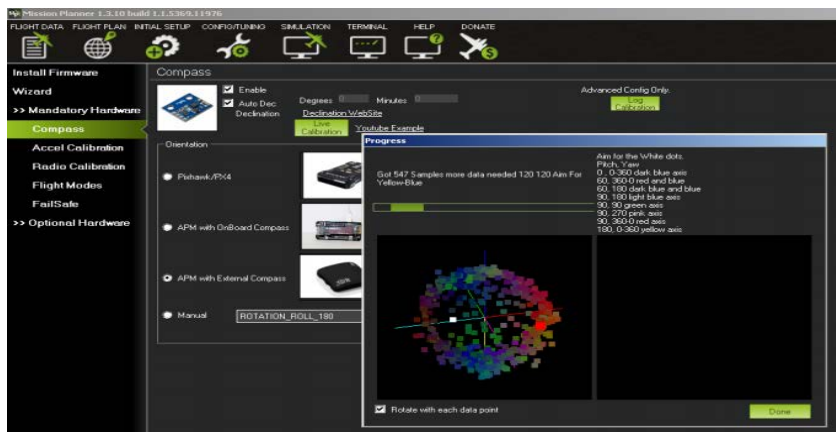 Mission Planner 1.3.10 build 1.1.5369.11976
FLIGHT DATA FLIGHT PLAN INITIAL SETUP CONFIG/TUNING SIMULATION TERMINAL HELP DONATE
Install Firmware
Wizard
>> Mandatory Hardware
Compass
Accel Calibration
Radio Calibration
Flight Modes
FailSafe
>> Optional Hardware
Compass
Enable
Auto Dec
Degrees Minutes
Declination Declination WebSite
Live
Calibration Youtube Example
Advanced Config Only.
Log
Calibration
Orientation
Pixhawk/PX4
APM with OnBoard Compass
APM with External Compass
Manual ROTATION_ROLL_180
Progress
Got 547 Samples more data needed 120 120 Aim For
Yellow-Blue
Aim for the White dots.
Pitch, Yaw
0 , 0-360 dark blue axis
60, 360-0 red and blue
60, 180 dark blue and blue
90, 180 light blue axis
90, 90 green axis
90, 270 pink axis
90, 360-0 red axis
180, 0-360 yellow axis
Rotate with each data point
Done